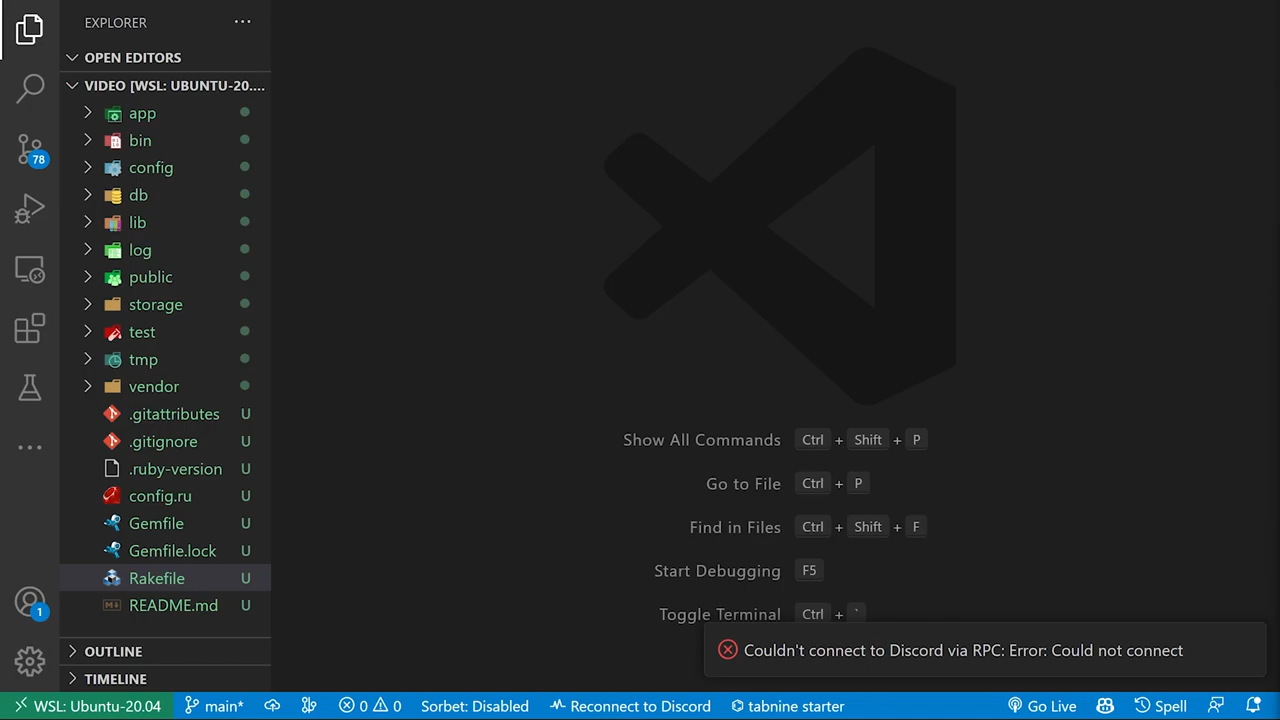 EXPLORER
OPEN EDITORS
VIDEO [WSL: UBUNTU-20....
app
bin
config
db
lib
log
public
storage
test
tmp
vendor
.gitattributes U
.gitignore U
.ruby-version U
config.ru U
Gemfile U
Gemfile.lock U
Rakefile U
README.md U
OUTLINE
TIMELINE
78
1
Show All Commands Ctrl + Shift + P
Go to File Ctrl + P
Find in Files Ctrl + Shift + F
Start Debugging F5
Toggle Terminal Ctrl + `
Couldn't connect to Discord via RPC: Error: Could not connect
WSL: Ubuntu-20.04 main* 0 0 Sorbet: Disabled Reconnect to Discord tabnine starter Go Live Spell